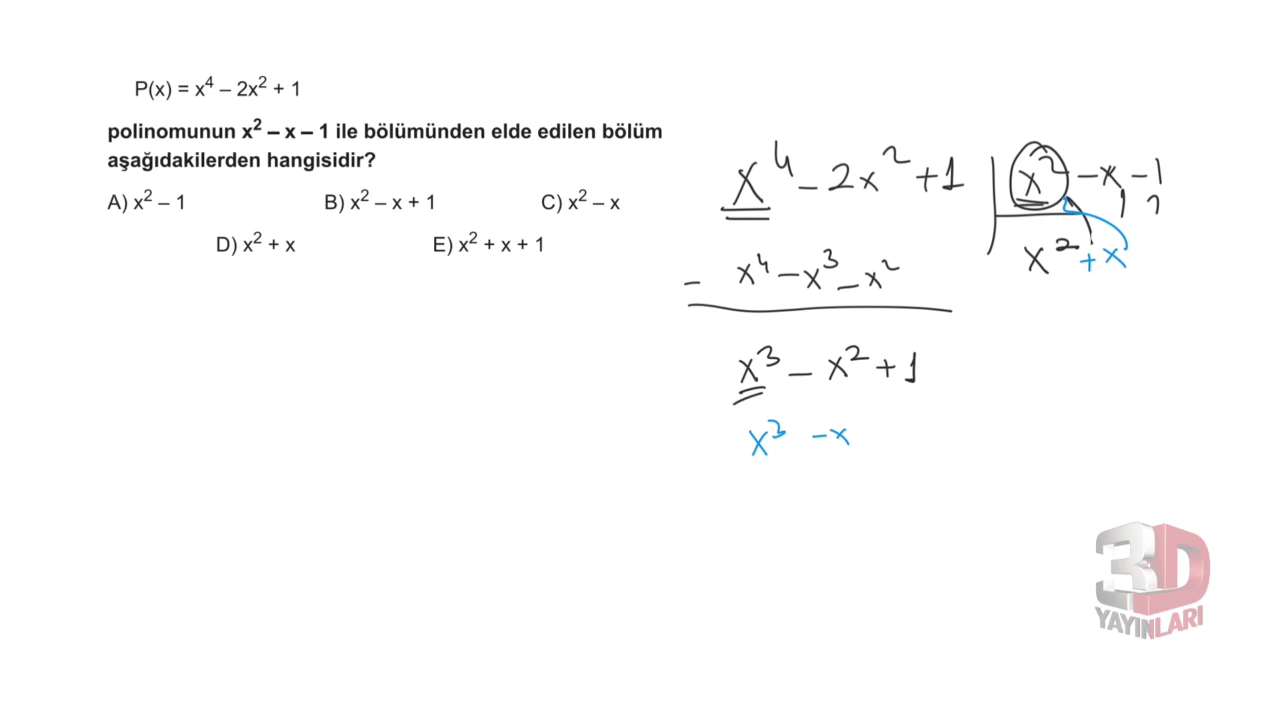 P(x) = x⁴ – 2x² + 1
polinomunun x² – x – 1 ile bölümünden elde edilen bölüm
aşağıdakilerden hangisidir?
A) x² – 1 B) x² – x + 1 C) x² – x
D) x² + x E) x² + x + 1
x⁴ – 2x² + 1 x² – x – 1
x² + x
– x⁴ – x³ – x²
x³ – x² + 1
x³ – x
3D
YAYINLARI